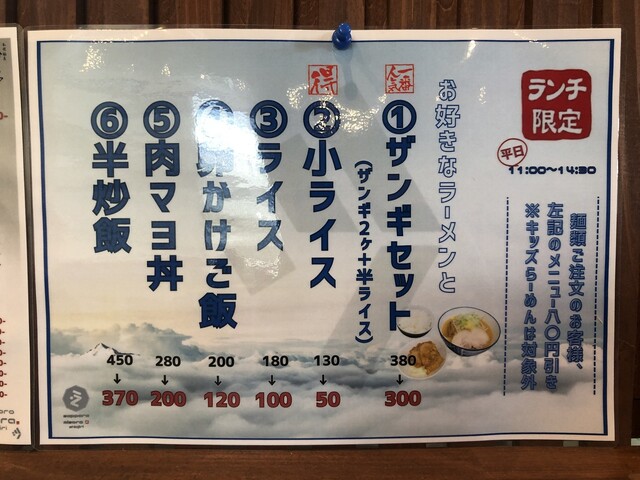 ランチ
限定
平日
11:00〜14:30
麺類ご注文のお客様、
左記のメニュー八〇円引き
※キッズらーめんは対象外
お好きなラーメンと
一番人気
①ザンギセット
(ザンギ2ヶ+半ライス)
380
↓
300
得
②小ライス
130
↓
50
③ライス
180
↓
100
卵かけご飯
200
↓
120
⑤肉マヨ丼
280
↓
200
⑥半炒飯
450
↓
370
sapporo